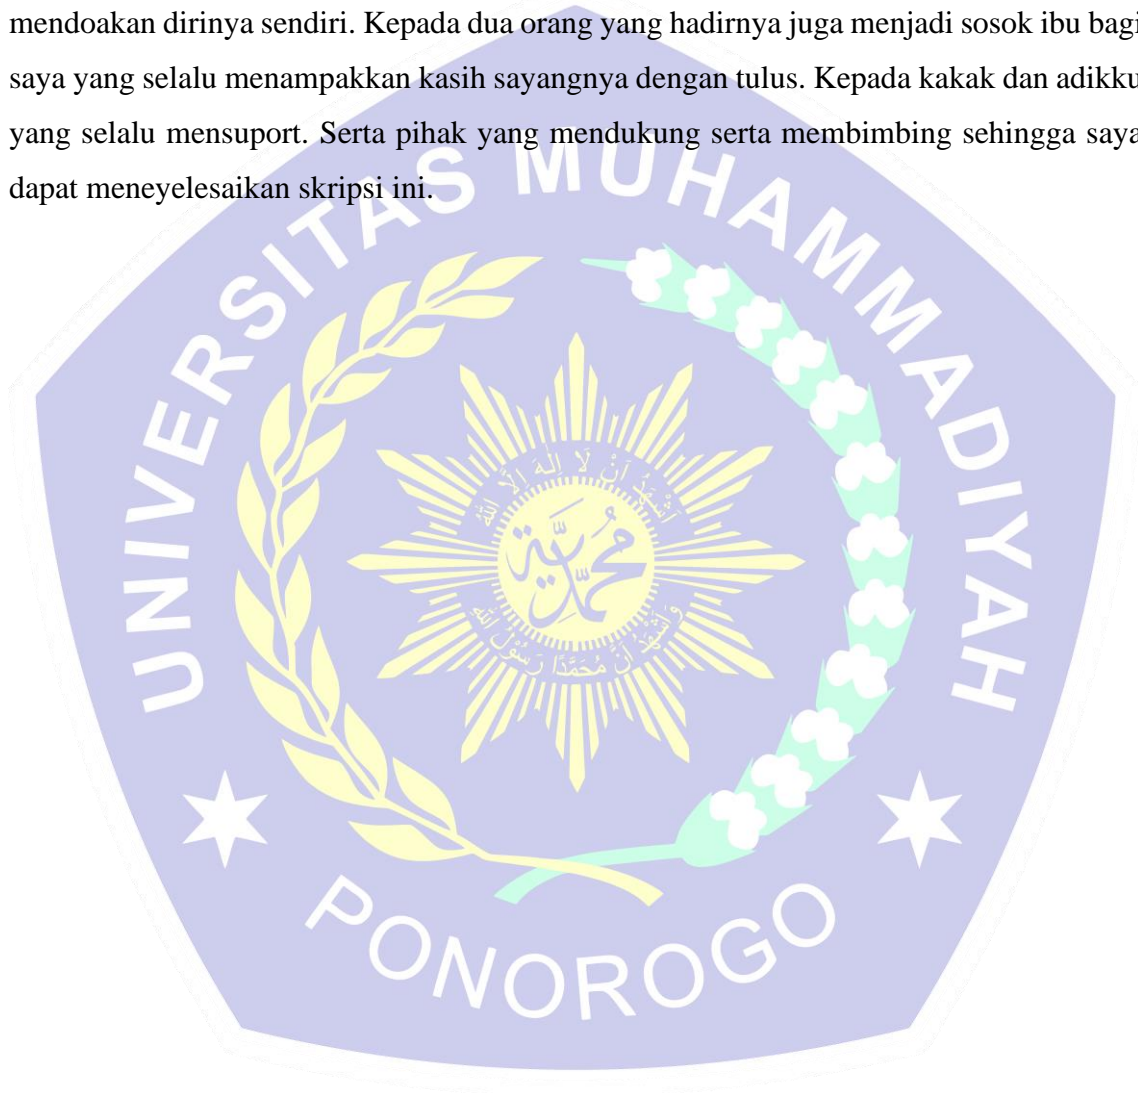 mendoakan dirinya sendiri. Kepada dua orang yang hadirnya juga menjadi sosok ibu bagi
saya yang selalu menampakkan kasih sayangnya dengan tulus. Kepada kakak dan adikku
yang selalu mensuport. Serta pihak yang mendukung serta membimbing sehingga saya
dapat meneyelesaikan skripsi ini.
UNIVERSITAS MUHAMMADIYAH
اَشْهَدُ اَنْ لَا اِلٰهَ اِلَّا اللهُ
مُحَمَّدِيَّة
وَاَشْهَدُ اَنَّ مُحَمَّدًا رَسُوْلُ اللهِ
PONOROGO